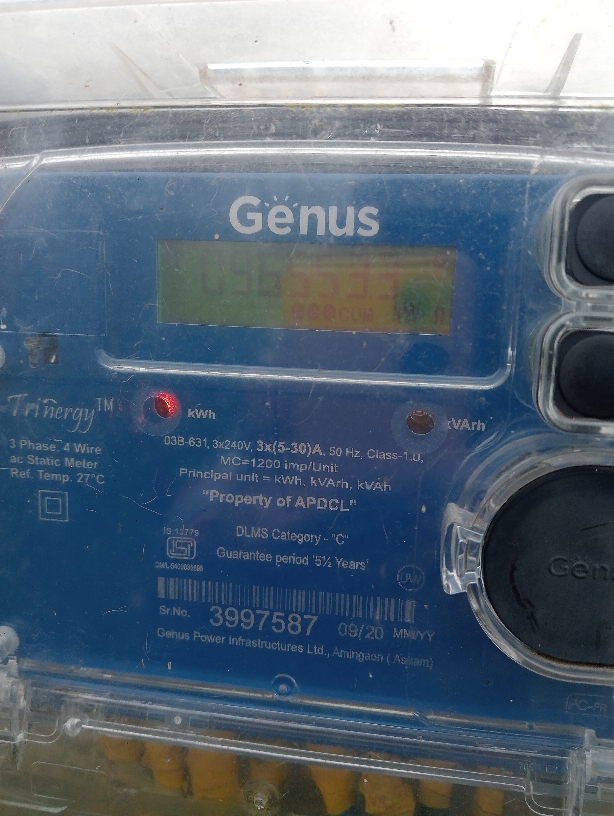 Genus
Trinergy™
kWh
kVArh
3 Phase, 4 Wire
ac Static Meter
Ref. Temp. 27°C
03B-631, 3x240V, 3x(5-30)A, 50 Hz, Class-1.0,
MC=1200 imp/Unit
Principal unit = kWh, kVArh, kVAh
"Property of APDCL"
IS 13779
DLMS Category - "C"
Guarantee period '5½ Years'
Sr.No. 3997587 09/20 MM/YY
Genus Power Infrastructures Ltd., Amingaon (Assam)
Genu